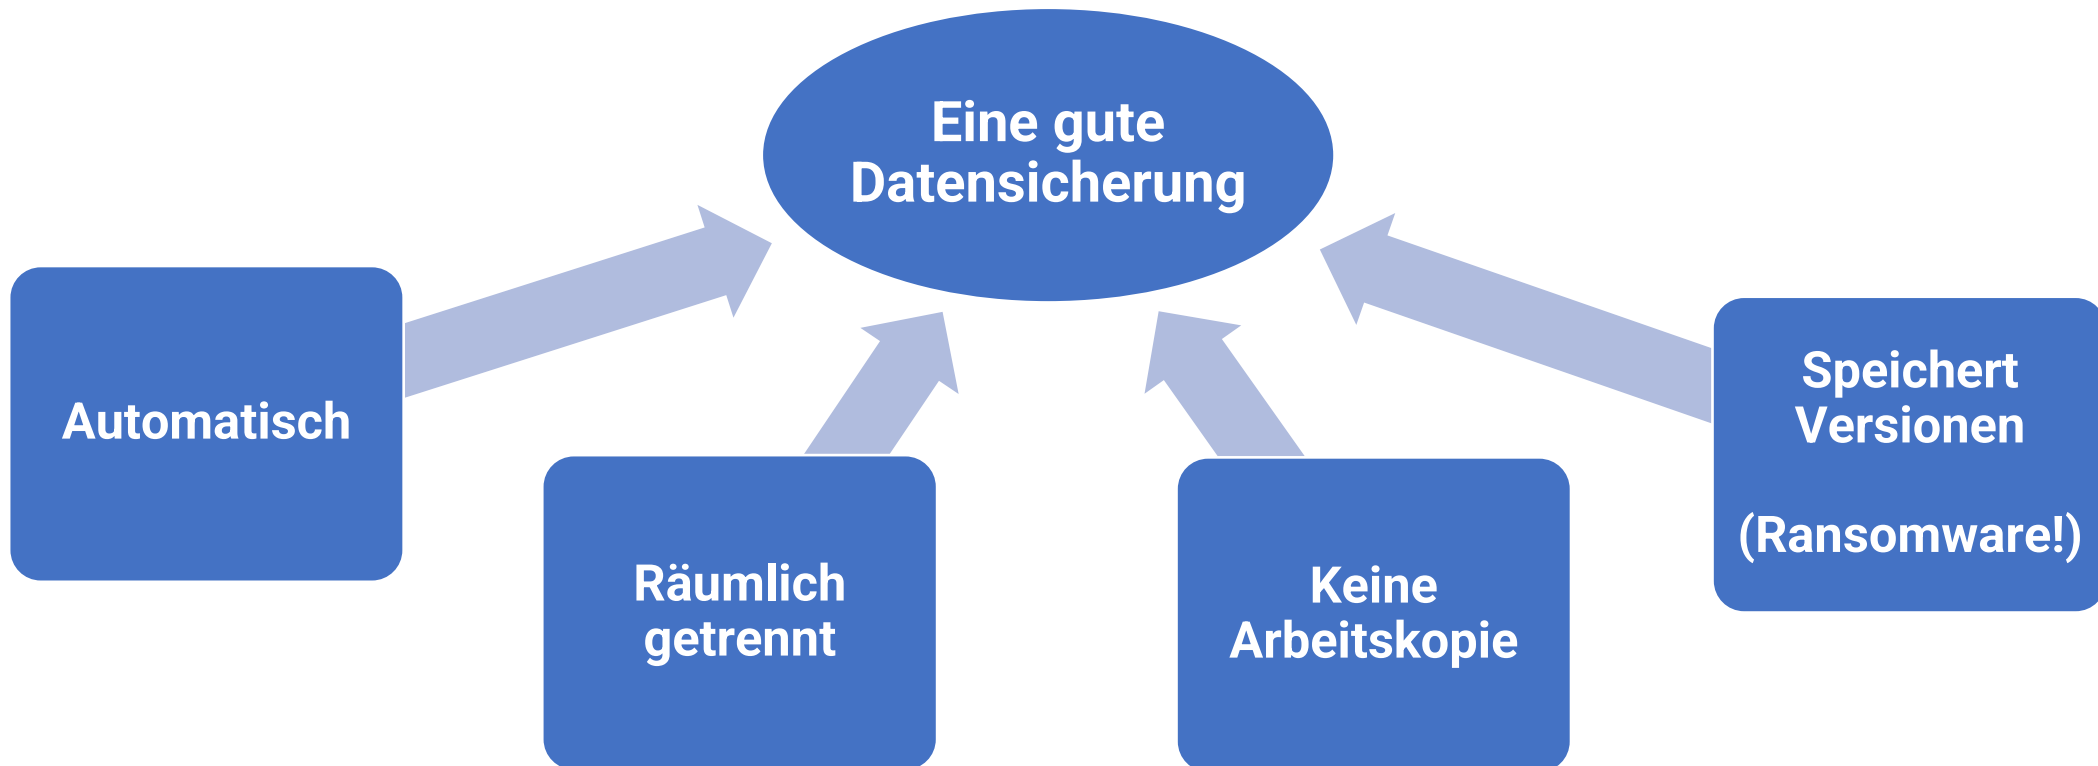 Eine gute
Datensicherung
Automatisch
Räumlich
getrennt
Keine
Arbeitskopie
Speichert
Versionen
(Ransomware!)